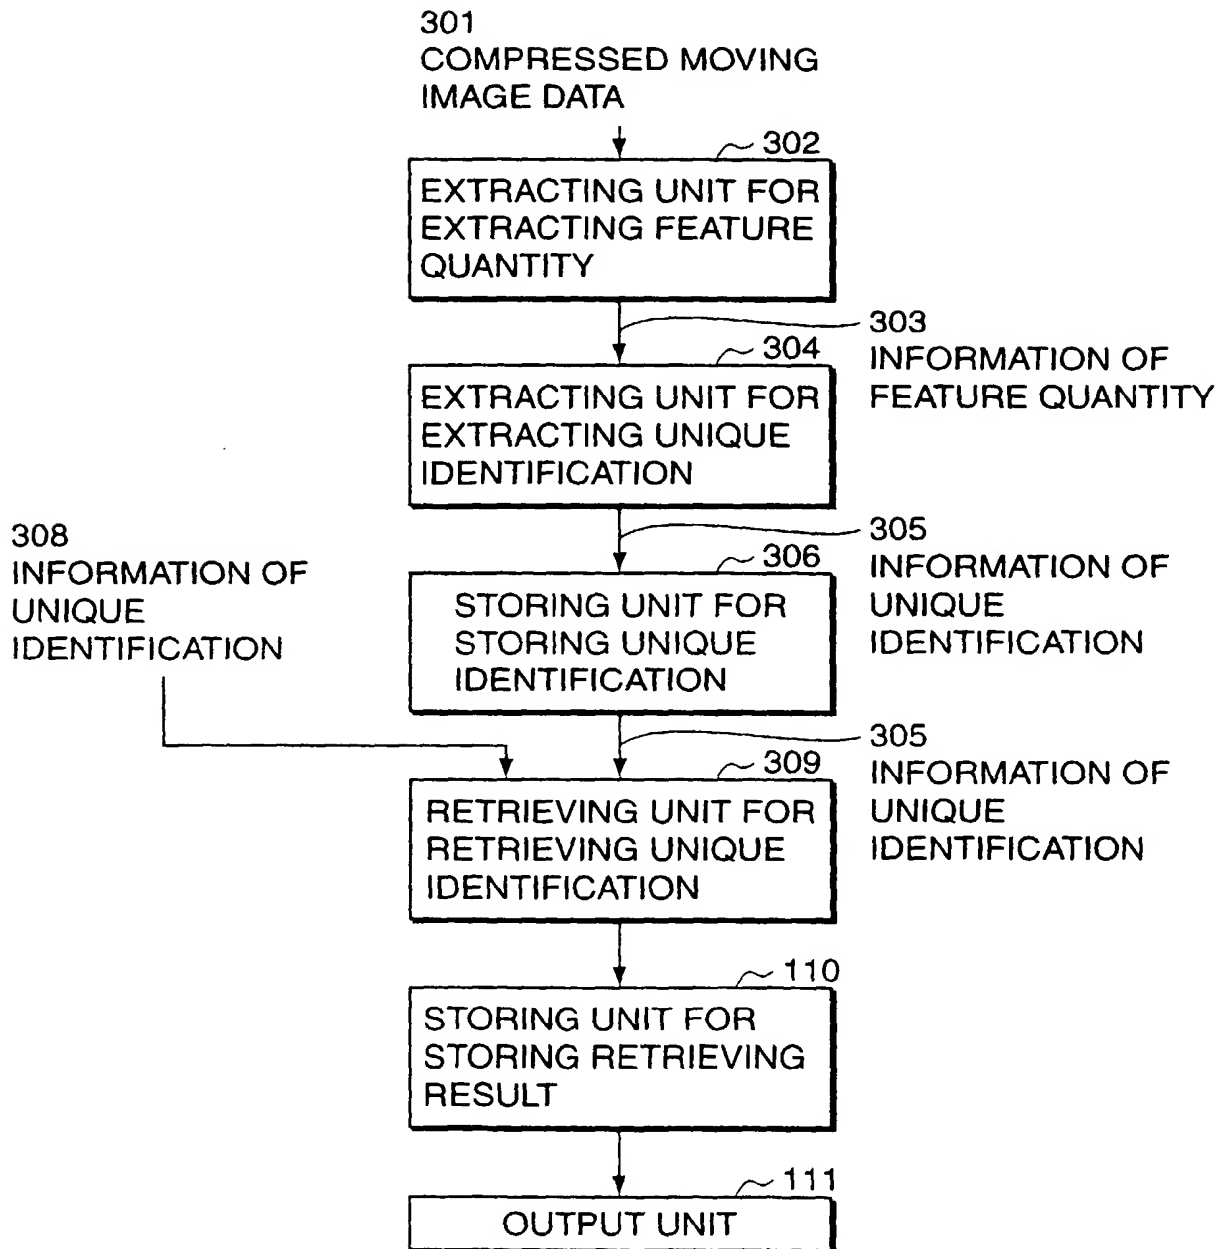 301
COMPRESSED MOVING
IMAGE DATA
302
EXTRACTING UNIT FOR
EXTRACTING FEATURE
QUANTITY
303
INFORMATION OF
FEATURE QUANTITY
304
EXTRACTING UNIT FOR
EXTRACTING UNIQUE
IDENTIFICATION
305
INFORMATION OF
UNIQUE
IDENTIFICATION
308
INFORMATION OF
UNIQUE
IDENTIFICATION
306
STORING UNIT FOR
STORING UNIQUE
IDENTIFICATION
305
INFORMATION OF
UNIQUE
IDENTIFICATION
309
RETRIEVING UNIT FOR
RETRIEVING UNIQUE
IDENTIFICATION
110
STORING UNIT FOR
STORING RETRIEVING
RESULT
111
OUTPUT UNIT